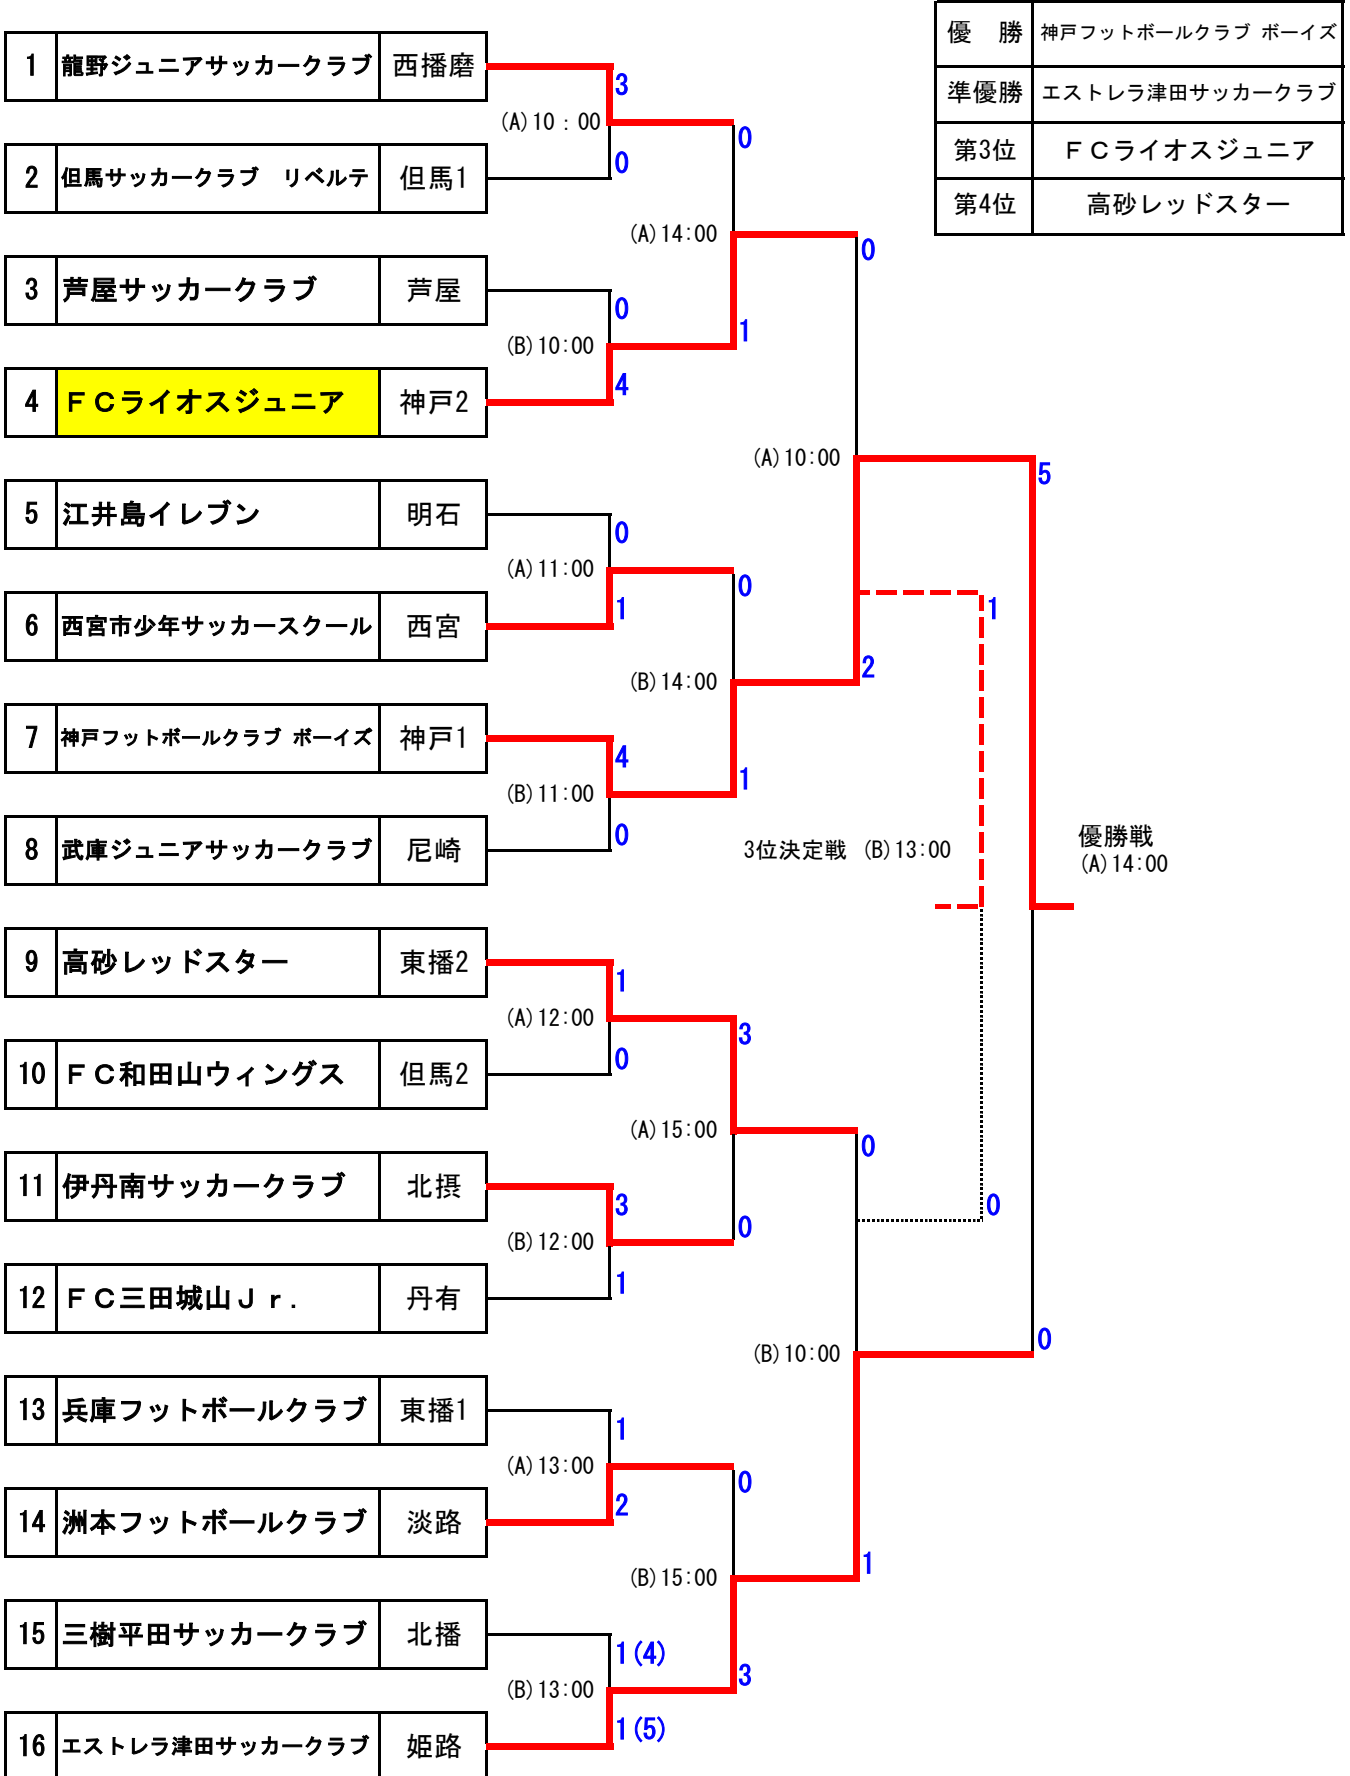 優　勝 神戸フットボールクラブ ボーイズ
準優勝 エストレラ津田サッカークラブ
第3位 ＦＣライオスジュニア
第4位 高砂レッドスター
1 龍野ジュニアサッカークラブ 西播磨
3
(A)10：00
0
0
2 但馬サッカークラブ　リベルテ 但馬1
(A)14:00
0
3 芦屋サッカークラブ 芦屋
0
(B)10:00
1
4
4 ＦＣライオスジュニア 神戸2
(A)10:00
5
5 江井島イレブン 明石
0
(A)11:00
0
1
1
6 西宮市少年サッカースクール 西宮
(B)14:00
2
7 神戸フットボールクラブ ボーイズ 神戸1
4
(B)11:00
1
0
8 武庫ジュニアサッカークラブ 尼崎
3位決定戦 (B)13:00
優勝戦
(A)14:00
9 高砂レッドスター 東播2
1
(A)12:00
3
0
10 ＦＣ和田山ウィングス 但馬2
(A)15:00
0
11 伊丹南サッカークラブ 北摂
3
0
(B)12:00
0
1
12 ＦＣ三田城山Ｊｒ. 丹有
(B)10:00
0
13 兵庫フットボールクラブ 東播1
1
(A)13:00
0
2
14 洲本フットボールクラブ 淡路
(B)15:00
1
15 三樹平田サッカークラブ 北播
1(4)
(B)13:00
3
1(5)
16 エストレラ津田サッカークラブ 姫路